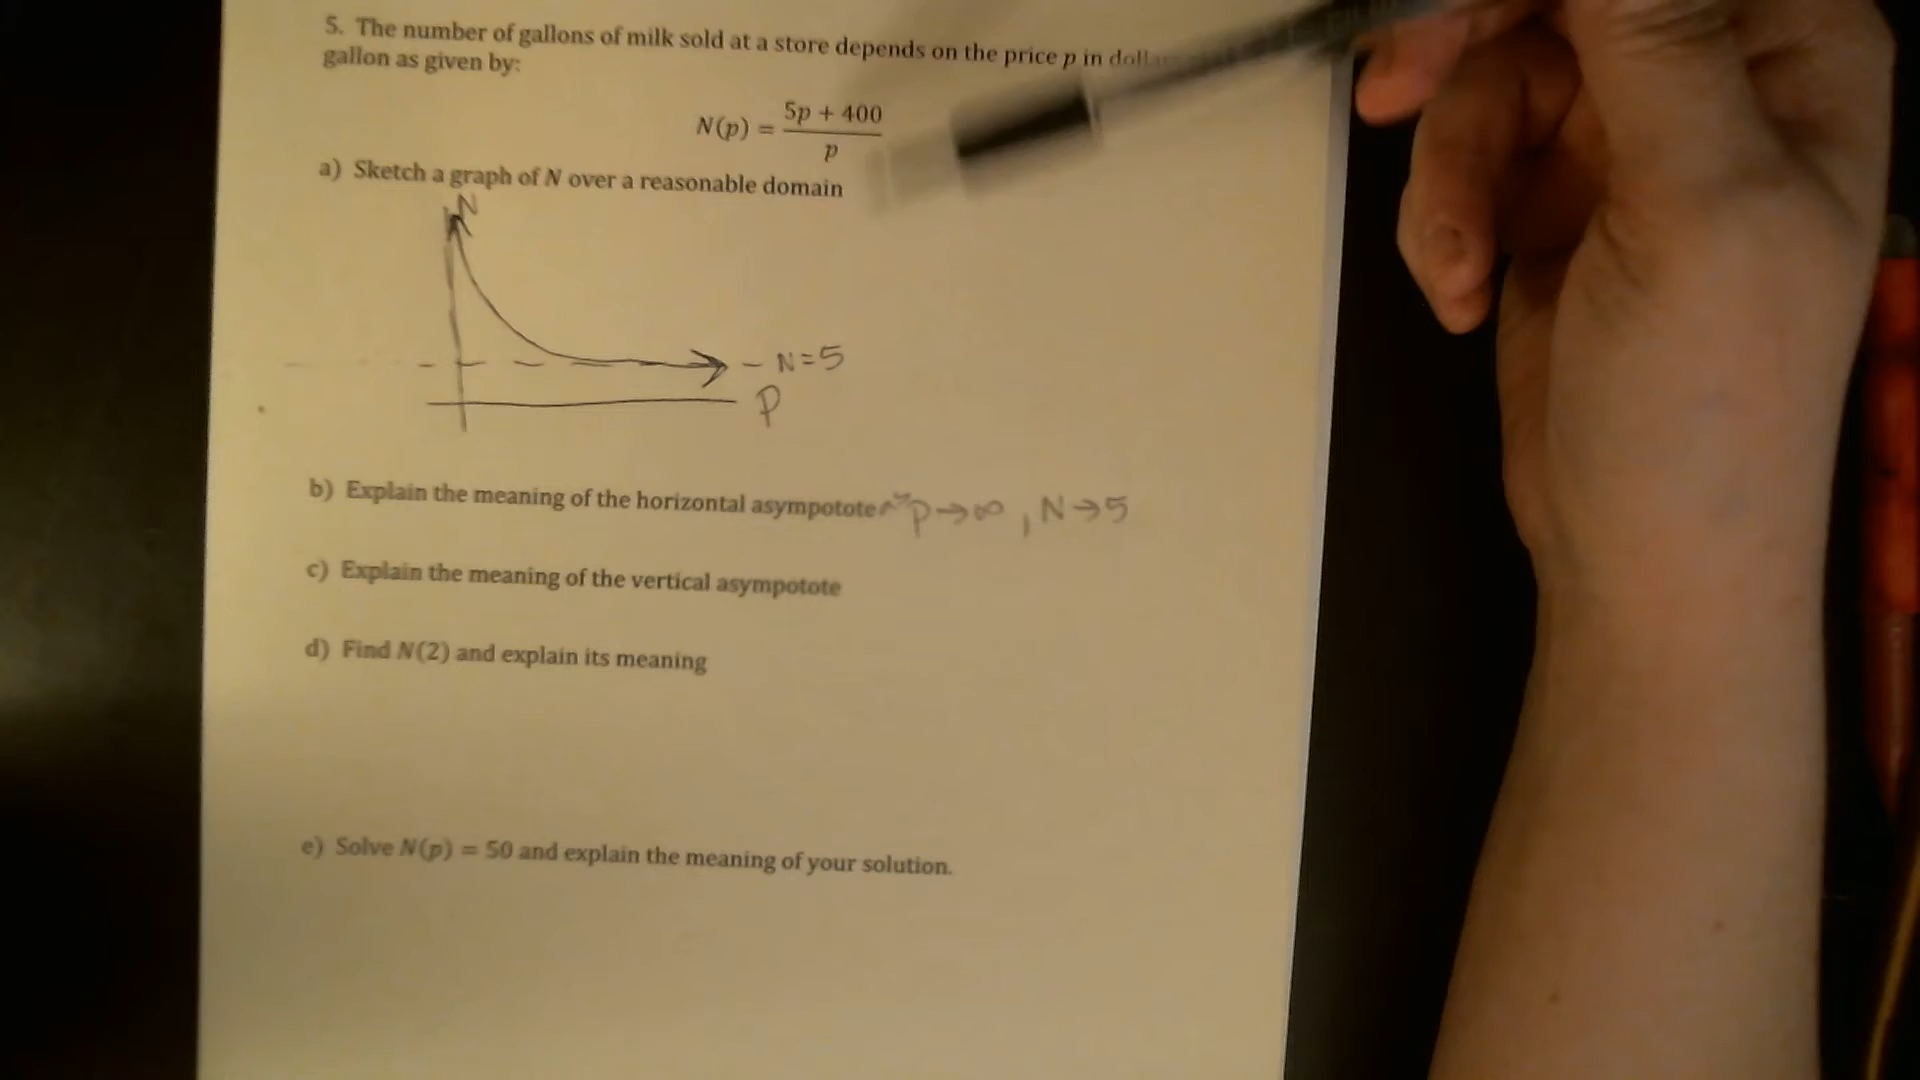 5. The number of gallons of milk sold at a store depends on the price p in
gallon as given by:
N(p) = 5p + 400
p
a) Sketch a graph of N over a reasonable domain
N
- N=5
P
b) Explain the meaning of the horizontal asympotote p→∞, N→5
c) Explain the meaning of the vertical asympotote
d) Find N(2) and explain its meaning
e) Solve N(p) = 50 and explain the meaning of your solution.